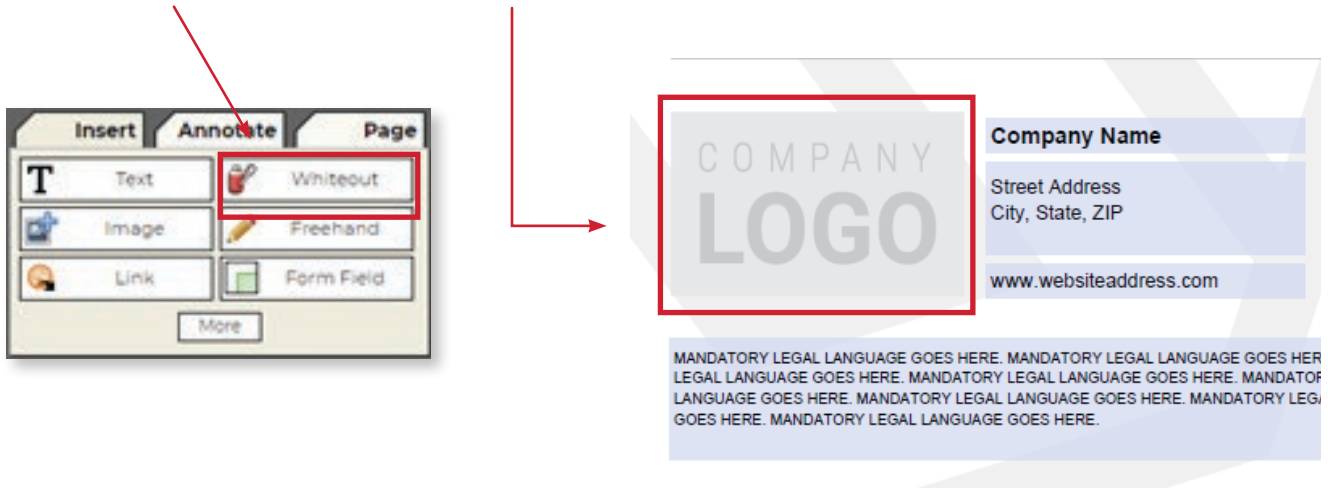 Insert Annotate Page
Text Whiteout
Image Freehand
Link Form Field
More
COMPANY
LOGO
Company Name
Street Address
City, State, ZIP
www.websiteaddress.com
MANDATORY LEGAL LANGUAGE GOES HERE. MANDATORY LEGAL LANGUAGE GOES HER
LEGAL LANGUAGE GOES HERE. MANDATORY LEGAL LANGUAGE GOES HERE. MANDATOR
LANGUAGE GOES HERE. MANDATORY LEGAL LANGUAGE GOES HERE. MANDATORY LEGA
GOES HERE. MANDATORY LEGAL LANGUAGE GOES HERE.